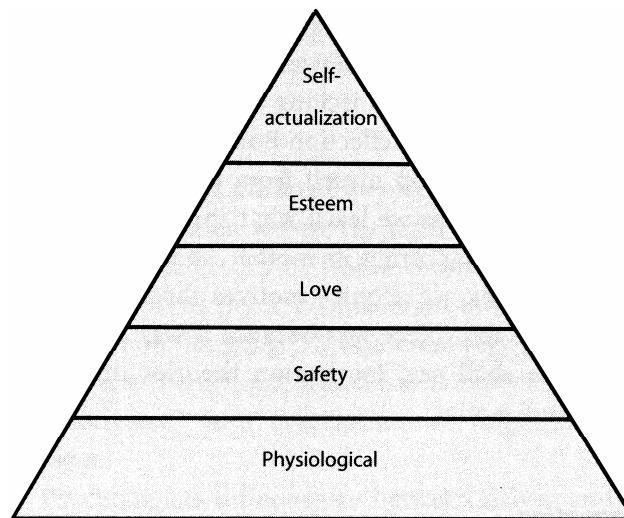 Self-
actualization
Esteem
Love
Safety
Physiological